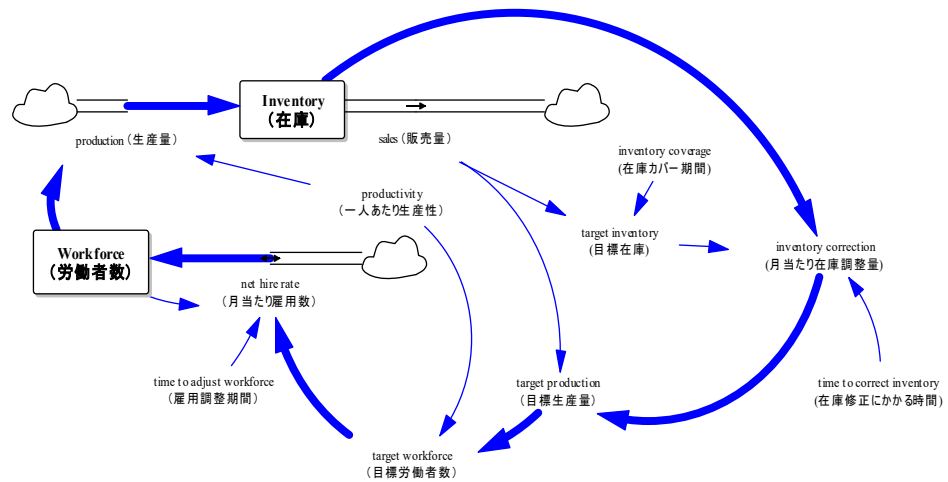 Inventory
(在庫)
production (生産量)
sales (販売量)
inventory coverage
(在庫カバー期間)
productivity
(一人あたり生産性)
target inventory
(目標在庫)
inventory correction
(月当たり在庫調整量)
Workforce
(労働者数)
net hire rate
(月当たり雇用数)
time to adjust workforce
(雇用調整期間)
target production
(目標生産量)
time to correct inventory
(在庫修正にかかる時間)
target workforce
(目標労働者数)